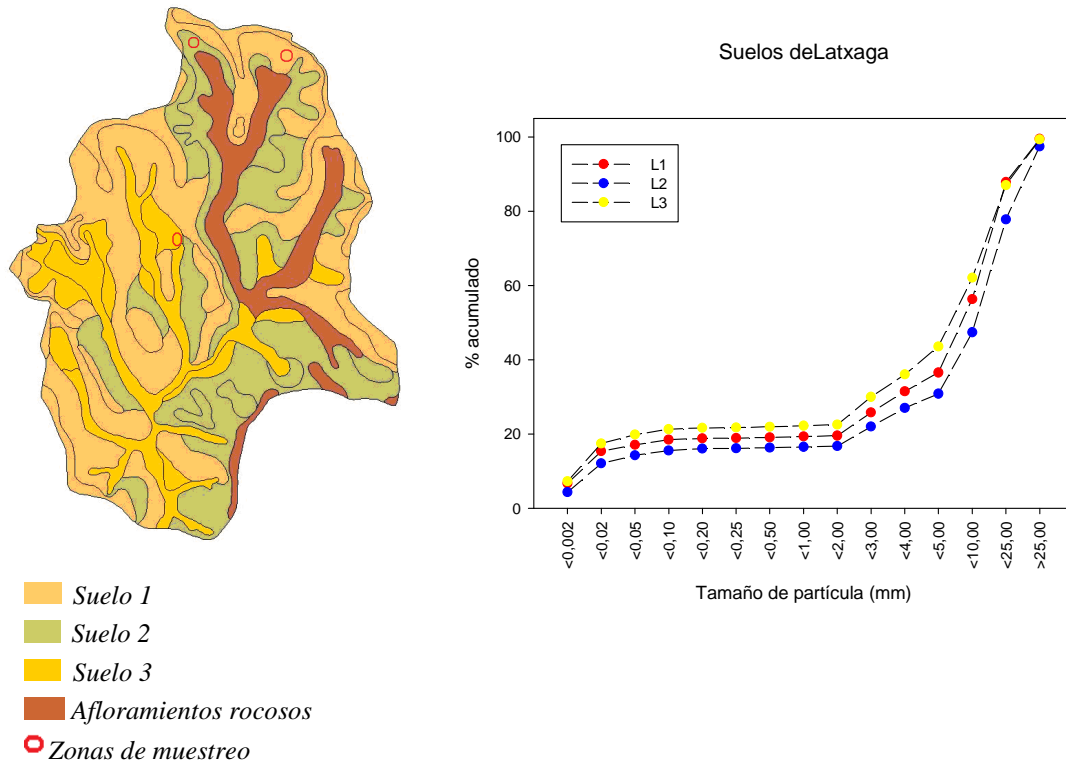 Suelos deLatxaga
% acumulado
100
80
60
40
20
0
L1
L2
L3
<0,002
<0,02
<0,05
<0,10
<0,20
<0,25
<0,50
<1,00
<2,00
<3,00
<4,00
<5,00
<10,00
<25,00
>25,00
Tamaño de partícula (mm)
Suelo 1
Suelo 2
Suelo 3
Afloramientos rocosos
Zonas de muestreo